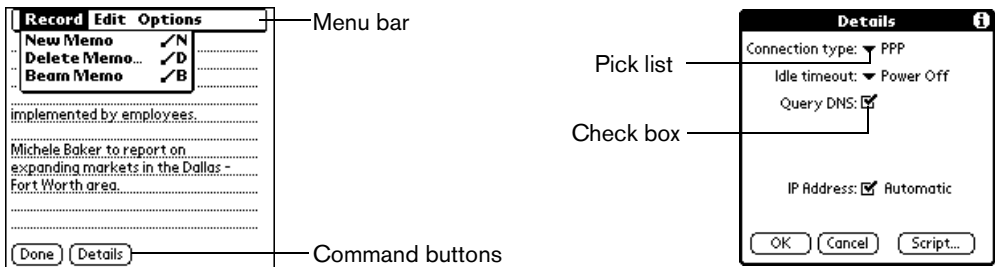 Record Edit Options
New Memo /N
Delete Memo... /D
Beam Memo /B
implemented by employees.
Michele Baker to report on
expanding markets in the Dallas -
Fort Worth area.
Done Details
Menu bar
Command buttons
Pick list
Check box
Details i
Connection type: PPP
Idle timeout: Power Off
Query DNS:
IP Address: Automatic
OK Cancel Script...